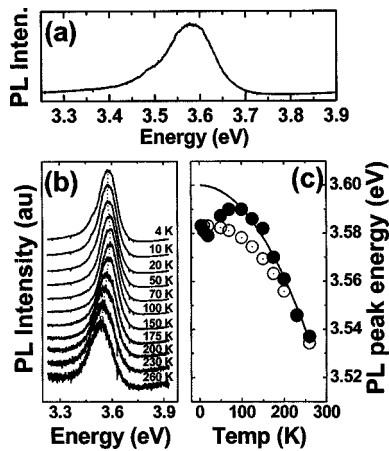 (a)
PL Inten.
3.3 3.4 3.5 3.6 3.7 3.8 3.9
Energy (eV)
(b)
PL Intensity (au)
4 K
10 K
20 K
50 K
70 K
100 K
150 K
175 K
200 K
230 K
260 K
3.3 3.6 3.9
Energy (eV)
(c)
3.60
3.58
3.56
3.54
3.52
PL peak energy (eV)
0 100 200 300
Temp (K)